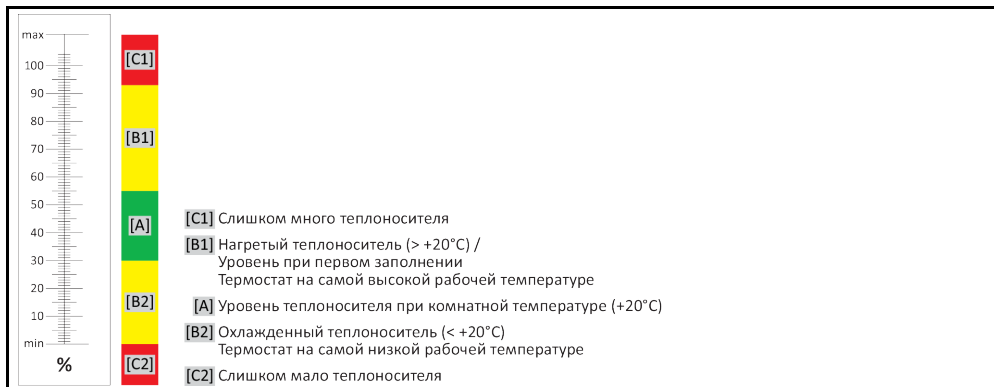 max
100
90
80
70
60
50
40
30
20
10
min
%
[C1]
[B1]
[A]
[B2]
[C2]
[C1] Слишком много теплоносителя
[B1] Нагретый теплоноситель (> +20°C) /
Уровень при первом заполнении
Термостат на самой высокой рабочей температуре
[A] Уровень теплоносителя при комнатной температуре (+20°C)
[B2] Охлажденный теплоноситель (< +20°C)
Термостат на самой низкой рабочей температуре
[C2] Слишком мало теплоносителя